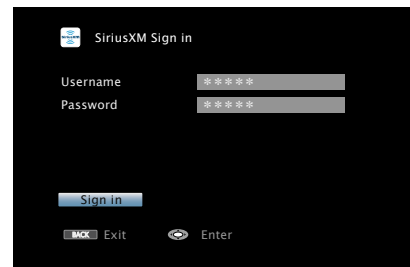 SiriusXM Sign in
Username *****
Password *****
Sign in
BACK Exit Enter